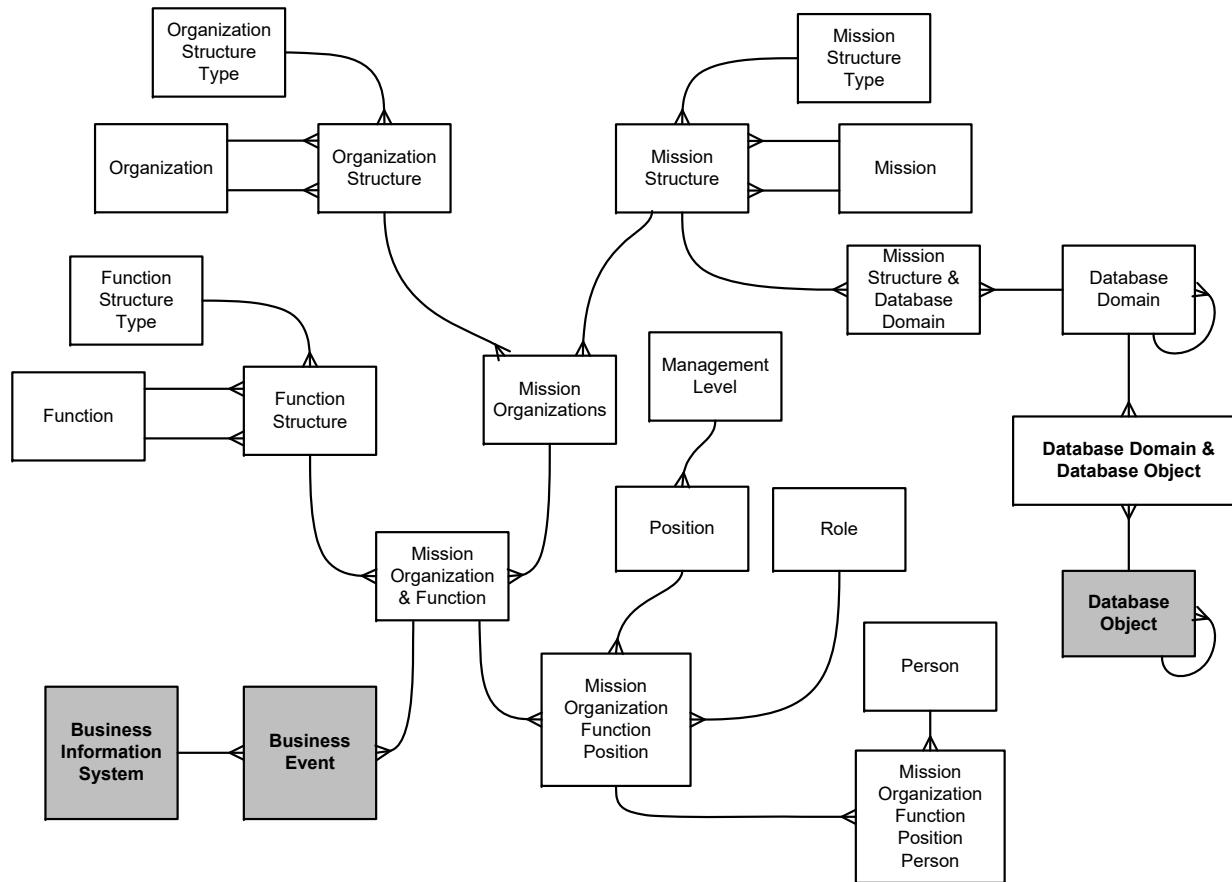 Organization
Structure
Type
Mission
Structure
Type
Organization
Organization
Structure
Mission
Structure
Mission
Function
Structure
Type
Mission
Structure &
Database
Domain
Database
Domain
Function
Function
Structure
Mission
Organizations
Management
Level
Database Domain &
Database Object
Position
Role
Mission
Organization
& Function
Database
Object
Person
Mission
Organization
Function
Position
Business
Information
System
Business
Event
Mission
Organization
Function
Position
Person